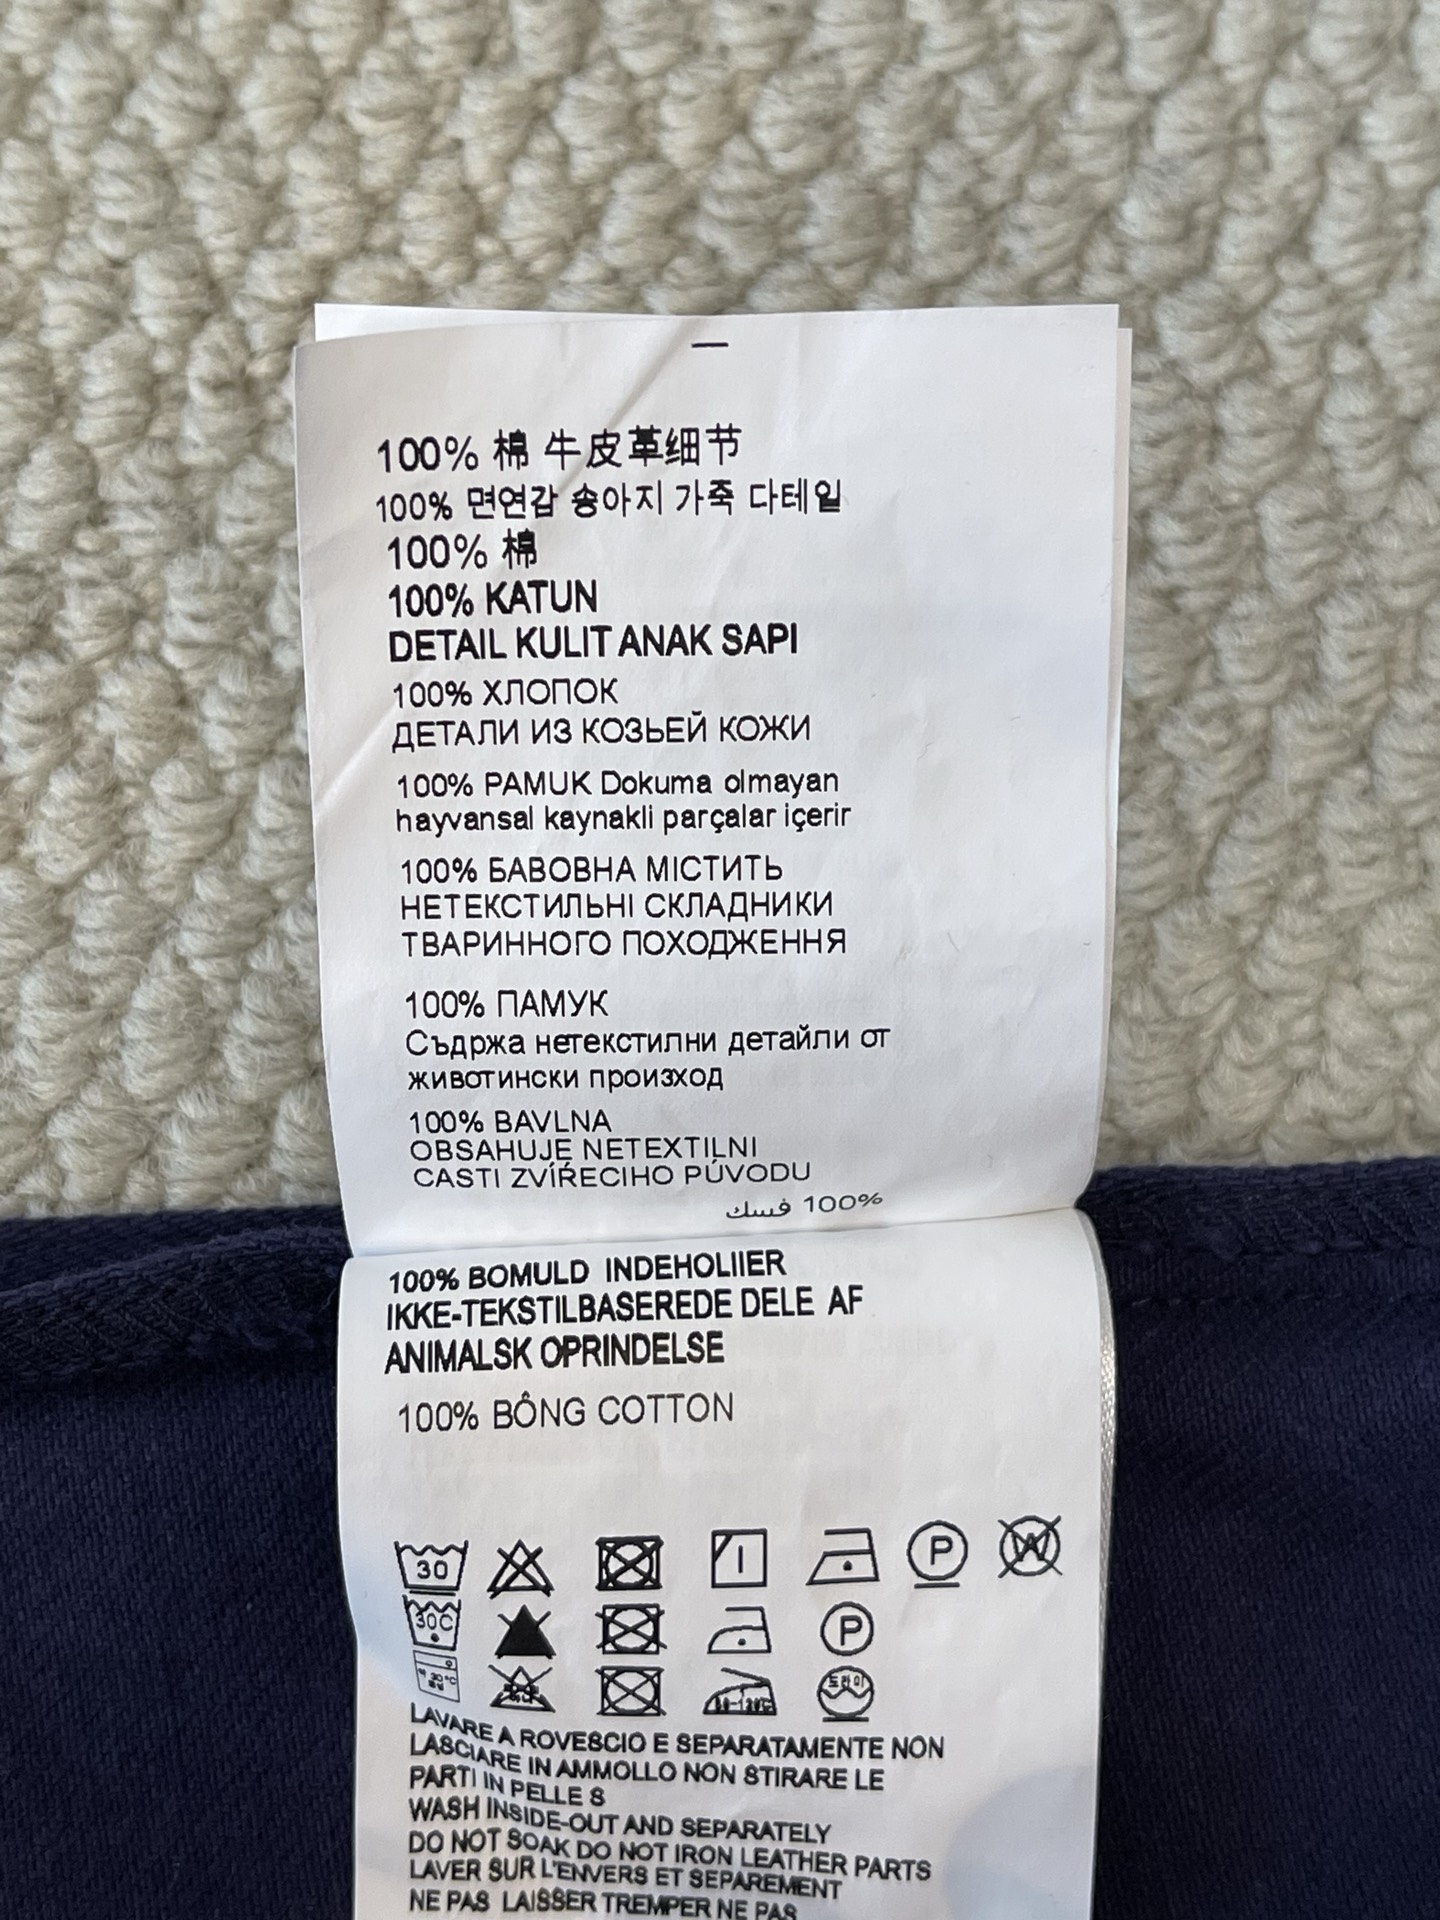 100% 棉 牛皮革细节
100% 면연갑 송아지 가죽 다테일
100% 棉
100% KATUN
DETAIL KULIT ANAK SAPI
100% ХЛОПОК
ДЕТАЛИ ИЗ КОЗЬЕЙ КОЖИ
100% PAMUK Dokuma olmayan
hayvansal kaynakli parçalar içerir
100% БАВОВНА МІСТИТЬ
НЕТЕКСТИЛЬНІ СКЛАДНИКИ
ТВАРИННОГО ПОХОДЖЕННЯ
100% ПАМУК
Съдржа нетекстилни детайли от
животински произход
100% BAVLNA
OBSAHUJE NETEXTILNI
CASTI ZVÍŔECIHO PÚVODU
100% فسك
100% BOMULD INDEHOLIIER
IKKE-TEKSTILBASEREDE DELE AF
ANIMALSK OPRINDELSE
100% BÔNG COTTON
30 P W
30C P
드라이
LAVARE A ROVESCIO E SEPARATAMENTE NON
LASCIARE IN AMMOLLO NON STIRARE LE
PARTI IN PELLE S
WASH INSIDE-OUT AND SEPARATELY
DO NOT SOAK DO NOT IRON LEATHER PARTS
LAVER SUR L'ENVERS ET SEPAREMENT
NE PAS LAISSER TREMPER NE PAS